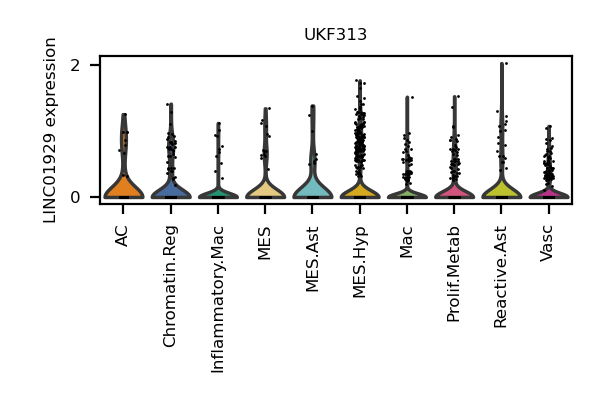 UKF313
LINC01929 expression
2
0
AC
Chromatin.Reg
Inflammatory.Mac
MES
MES.Ast
MES.Hyp
Mac
Prolif.Metab
Reactive.Ast
Vasc